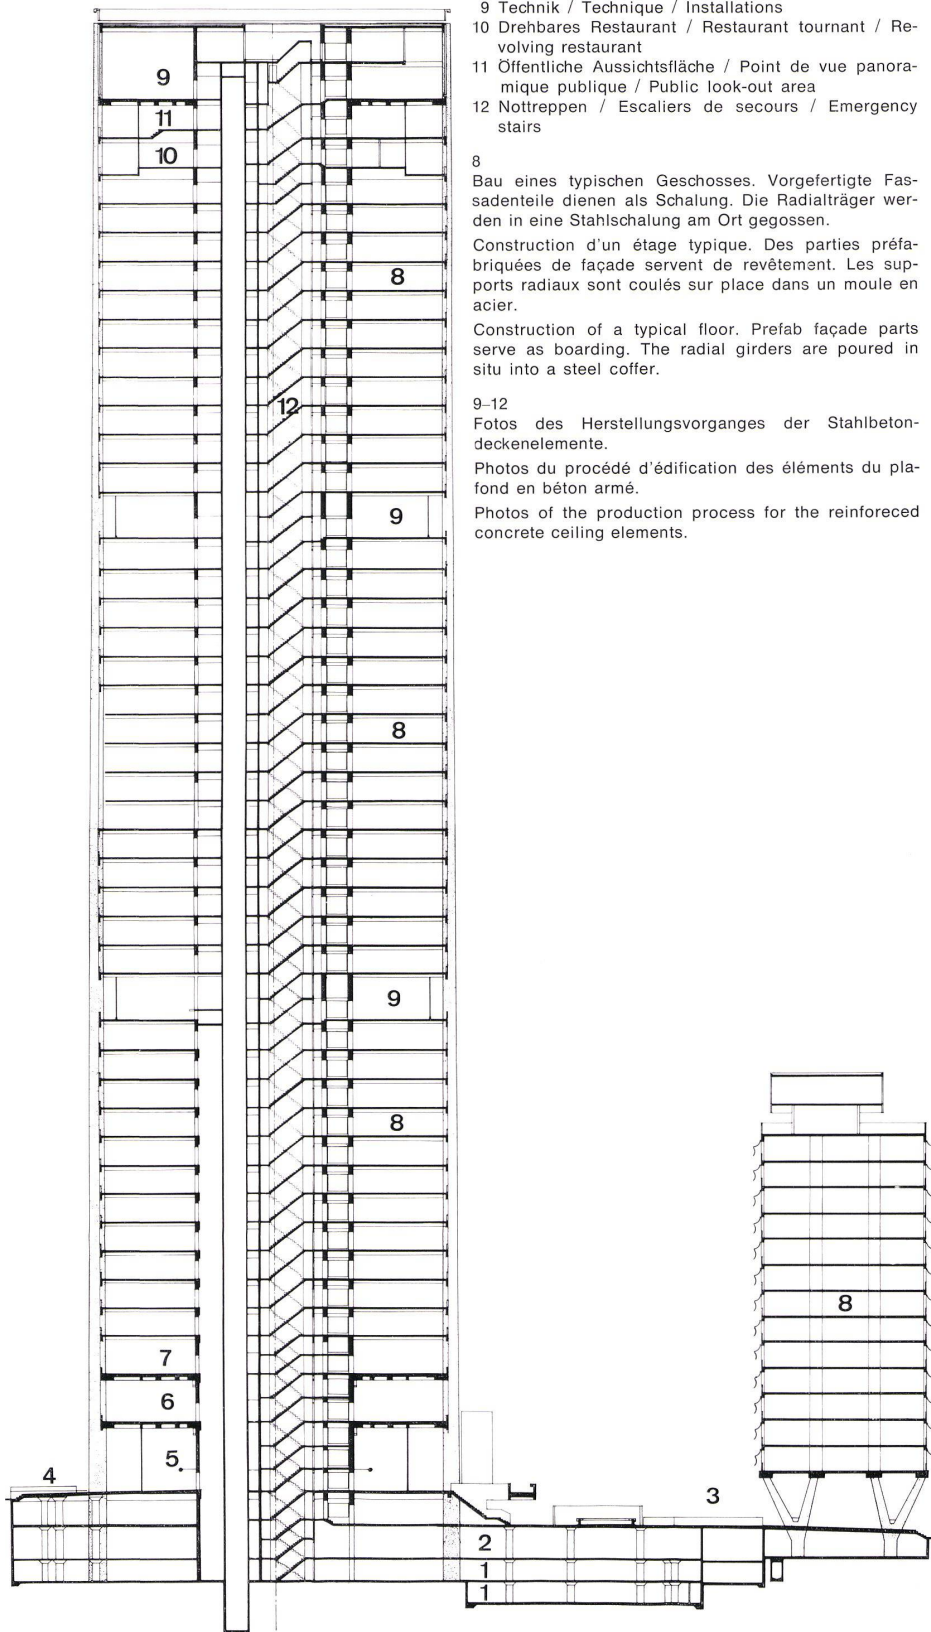 9 Technik / Technique / Installations
10 Drehbares Restaurant / Restaurant tournant / Re-
volving restaurant
11 Öffentliche Aussichtsfläche / Point de vue panora-
mique publique / Public look-out area
12 Nottreppen / Escaliers de secours / Emergency
stairs
8
Bau eines typischen Geschosses. Vorgefertigte Fas-
sadenteile dienen als Schalung. Die Radialträger wer-
den in eine Stahlschalung am Ort gegossen.
Construction d'un étage typique. Des parties préfa-
briquées de façade servent de revêtement. Les sup-
ports radiaux sont coulés sur place dans un moule en
acier.
Construction of a typical floor. Prefab façade parts
serve as boarding. The radial girders are poured in
situ into a steel coffer.
9–12
Fotos des Herstellungsvorganges der Stahlbeton-
deckenelemente.
Photos du procédé d'édification des éléments du pla-
fond en béton armé.
Photos of the production process for the reinforeced
concrete ceiling elements.
9
11
10
8
12
9
8
9
8
8
7
6
5
4
3
2
1
1